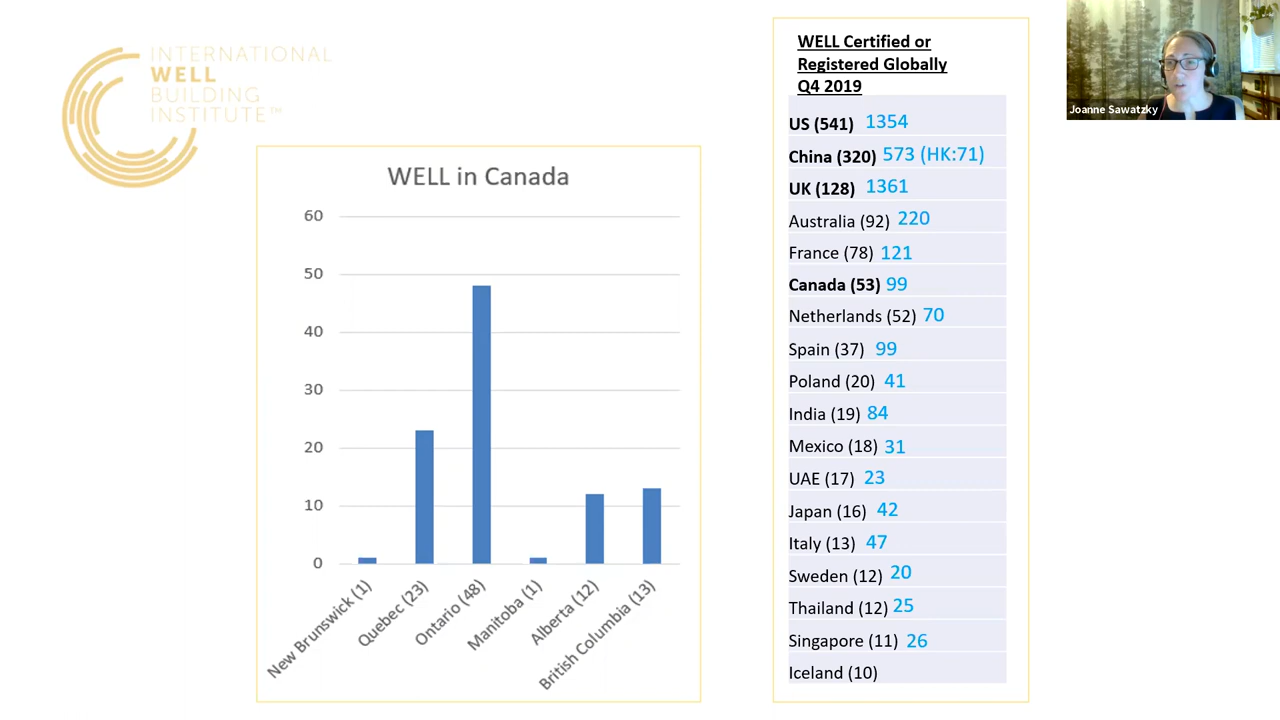 INTERNATIONAL
WELL
BUILDING
INSTITUTE™
WELL in Canada
60
50
40
30
20
10
0
New Brunswick (1)
Quebec (23)
Ontario (48)
Manitoba (1)
Alberta (12)
British Columbia (13)
WELL Certified or
Registered Globally
Q4 2019
US (541) 1354
China (320) 573 (HK:71)
UK (128) 1361
Australia (92) 220
France (78) 121
Canada (53) 99
Netherlands (52) 70
Spain (37) 99
Poland (20) 41
India (19) 84
Mexico (18) 31
UAE (17) 23
Japan (16) 42
Italy (13) 47
Sweden (12) 20
Thailand (12) 25
Singapore (11) 26
Iceland (10)
Joanne Sawatzky